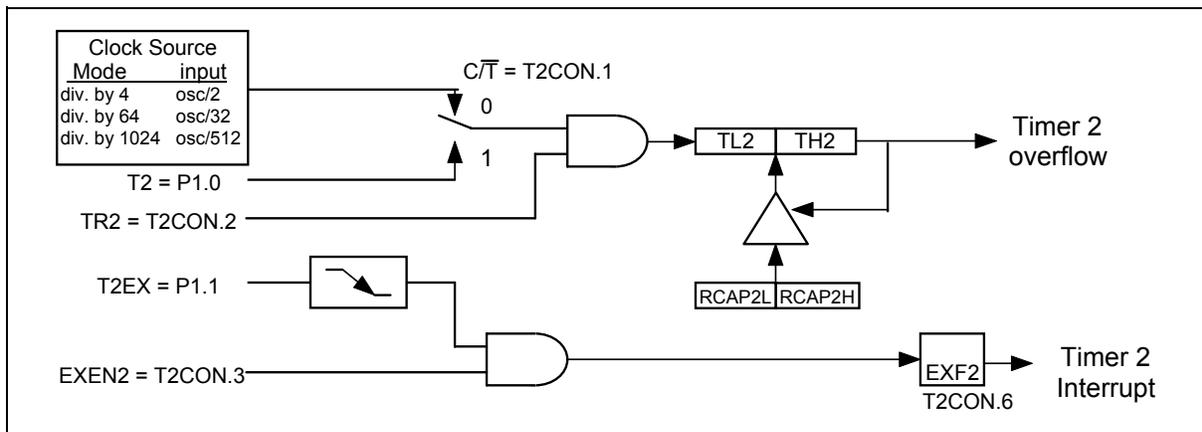 Clock Source
Mode input
div. by 4 osc/2
div. by 64 osc/32
div. by 1024 osc/512
C/T̅ = T2CON.1
0
1
T2 = P1.0
TR2 = T2CON.2
TL2 TH2
Timer 2
overflow
T2EX = P1.1
RCAP2L RCAP2H
EXEN2 = T2CON.3
EXF2
T2CON.6
Timer 2
Interrupt